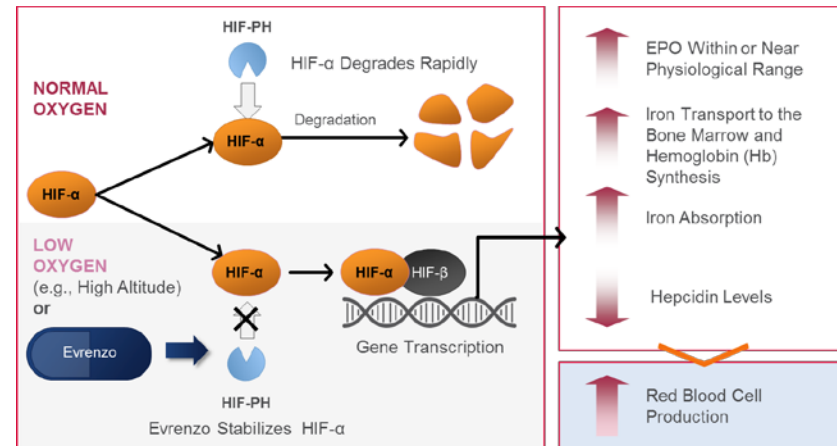 HIF-PH
HIF-α Degrades Rapidly
NORMAL
OXYGEN
Degradation
HIF-α
HIF-α
LOW
OXYGEN
(e.g., High Altitude)
or
Evrenzo
HIF-α
HIF-α
HIF-β
Gene Transcription
HIF-PH
Evrenzo Stabilizes HIF-α
EPO Within or Near
Physiological Range
Iron Transport to the
Bone Marrow and
Hemoglobin (Hb)
Synthesis
Iron Absorption
Hepcidin Levels
Red Blood Cell
Production